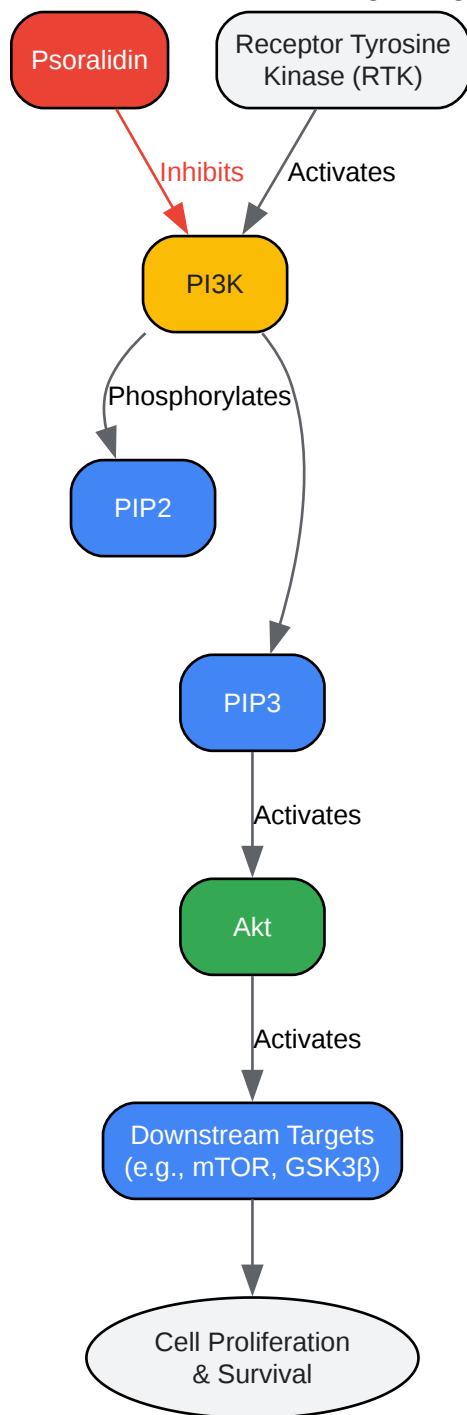 Psoralidin
Receptor Tyrosine
Kinase (RTK)
Inhibits
Activates
PI3K
Phosphorylates
PIP2
PIP3
Activates
Akt
Activates
Downstream Targets
(e.g., mTOR, GSK3β)
Cell Proliferation
& Survival